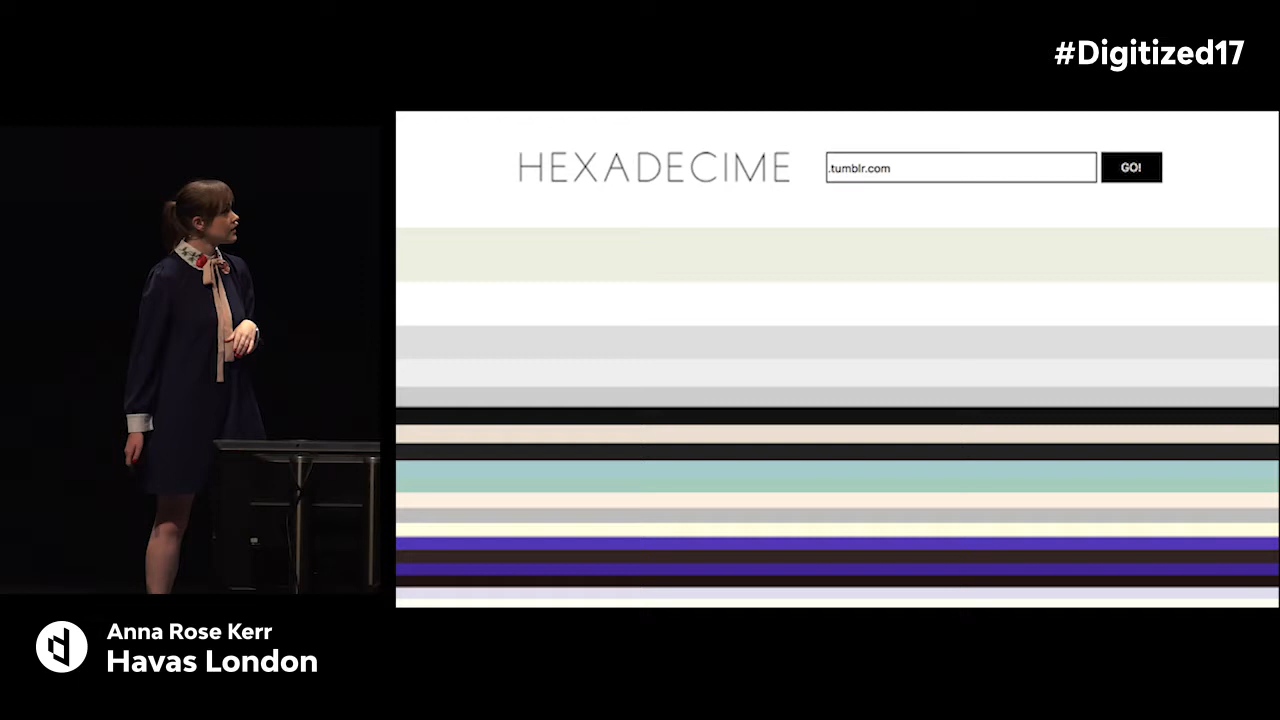 #Digitized17
HEXADECIME
.tumblr.com
GO!
Anna Rose Kerr
Havas London